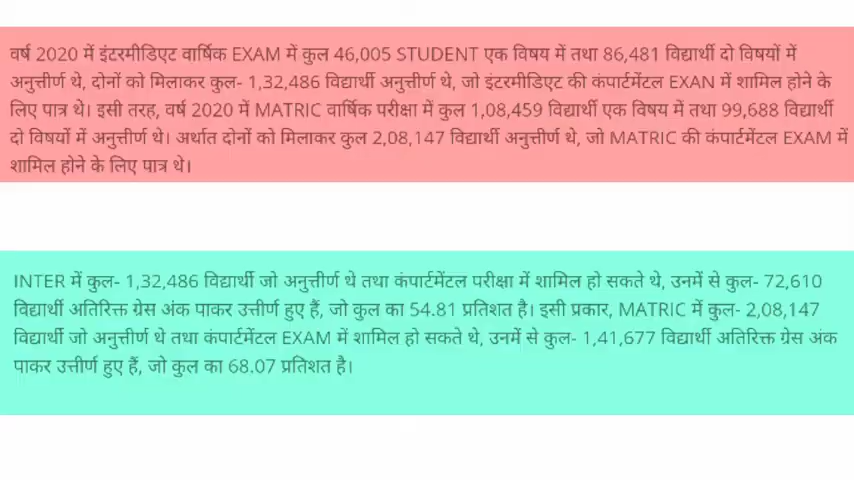 वर्ष 2020 में इंटरमीडिएट वार्षिक EXAM में कुल 46,005 STUDENT एक विषय में तथा 86,481 विद्यार्थी दो विषयों में
अनुत्तीर्ण थे, दोनों को मिलाकर कुल- 1,32,486 विद्यार्थी अनुत्तीर्ण थे, जो इंटरमीडिएट की कंपार्टमेंटल EXAN में शामिल होने के
लिए पात्र थे। इसी तरह, वर्ष 2020 में MATRIC वार्षिक परीक्षा में कुल 1,08,459 विद्यार्थी एक विषय में तथा 99,688 विद्यार्थी
दो विषयों में अनुत्तीर्ण थे। अर्थात दोनों को मिलाकर कुल 2,08,147 विद्यार्थी अनुत्तीर्ण थे, जो MATRIC की कंपार्टमेंटल EXAM में
शामिल होने के लिए पात्र थे।
INTER में कुल- 1,32,486 विद्यार्थी जो अनुत्तीर्ण थे तथा कंपार्टमेंटल परीक्षा में शामिल हो सकते थे, उनमें से कुल- 72,610
विद्यार्थी अतिरिक्त ग्रेस अंक पाकर उत्तीर्ण हुए हैं, जो कुल का 54.81 प्रतिशत है। इसी प्रकार, MATRIC में कुल- 2,08,147
विद्यार्थी जो अनुत्तीर्ण थे तथा कंपार्टमेंटल EXAM में शामिल हो सकते थे, उनमें से कुल- 1,41,677 विद्यार्थी अतिरिक्त ग्रेस अंक
पाकर उत्तीर्ण हुए हैं, जो कुल का 68.07 प्रतिशत है।